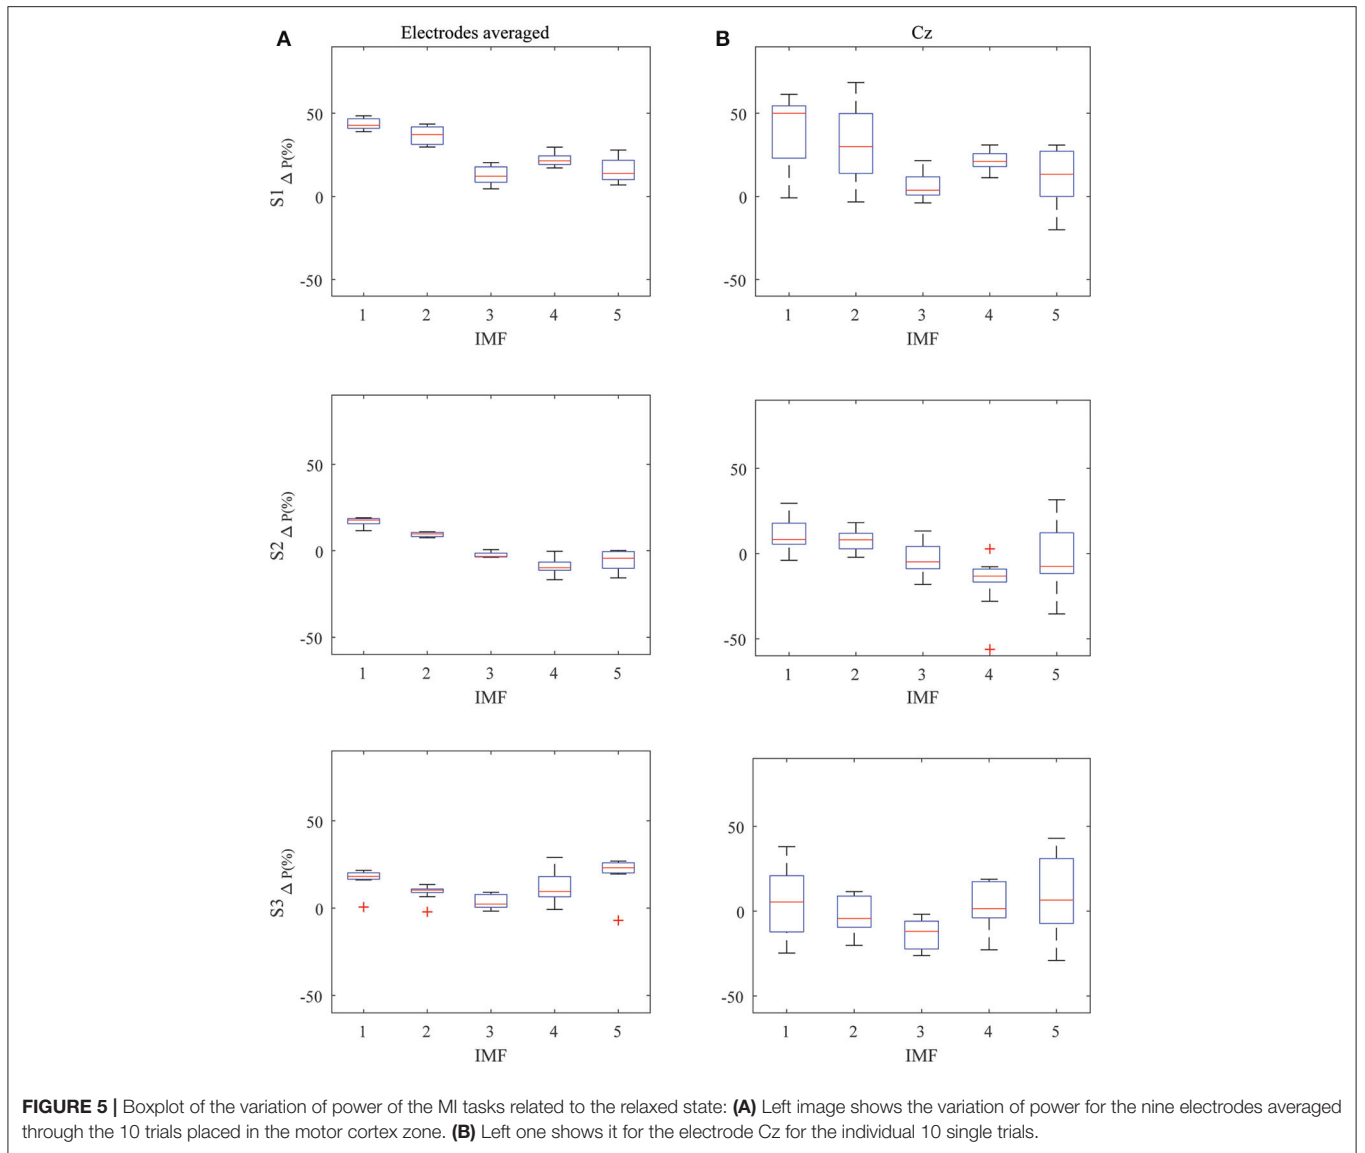 A Electrodes averaged
B Cz
S1 Δ P(%)
50
0
-50
1 2 3 4 5
IMF
50
0
-50
1 2 3 4 5
IMF
S2 Δ P(%)
50
0
-50
1 2 3 4 5
IMF
50
0
-50
1 2 3 4 5
IMF
S3 Δ P(%)
50
0
-50
1 2 3 4 5
IMF
50
0
-50
1 2 3 4 5
IMF
FIGURE 5 | Boxplot of the variation of power of the MI tasks related to the relaxed state: (A) Left image shows the variation of power for the nine electrodes averaged
through the 10 trials placed in the motor cortex zone. (B) Left one shows it for the electrode Cz for the individual 10 single trials.